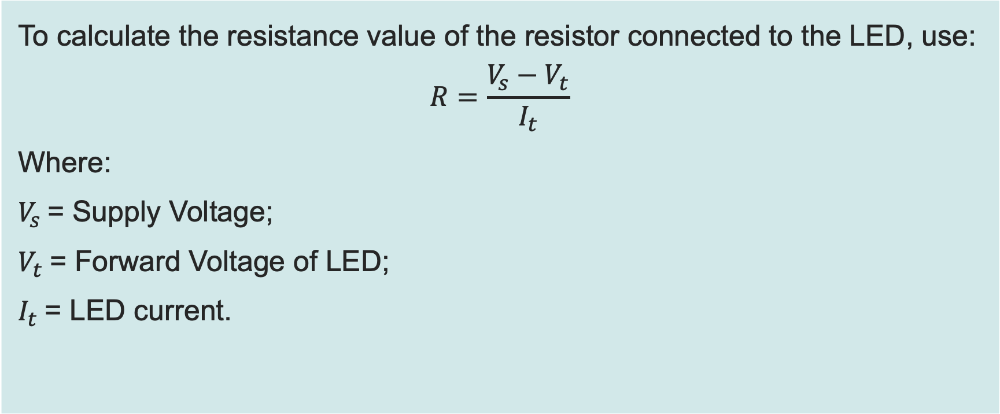 To calculate the resistance value of the resistor connected to the LED, use:
R = (Vₛ − Vₜ) / Iₜ
Where:
Vₛ = Supply Voltage;
Vₜ = Forward Voltage of LED;
Iₜ = LED current.